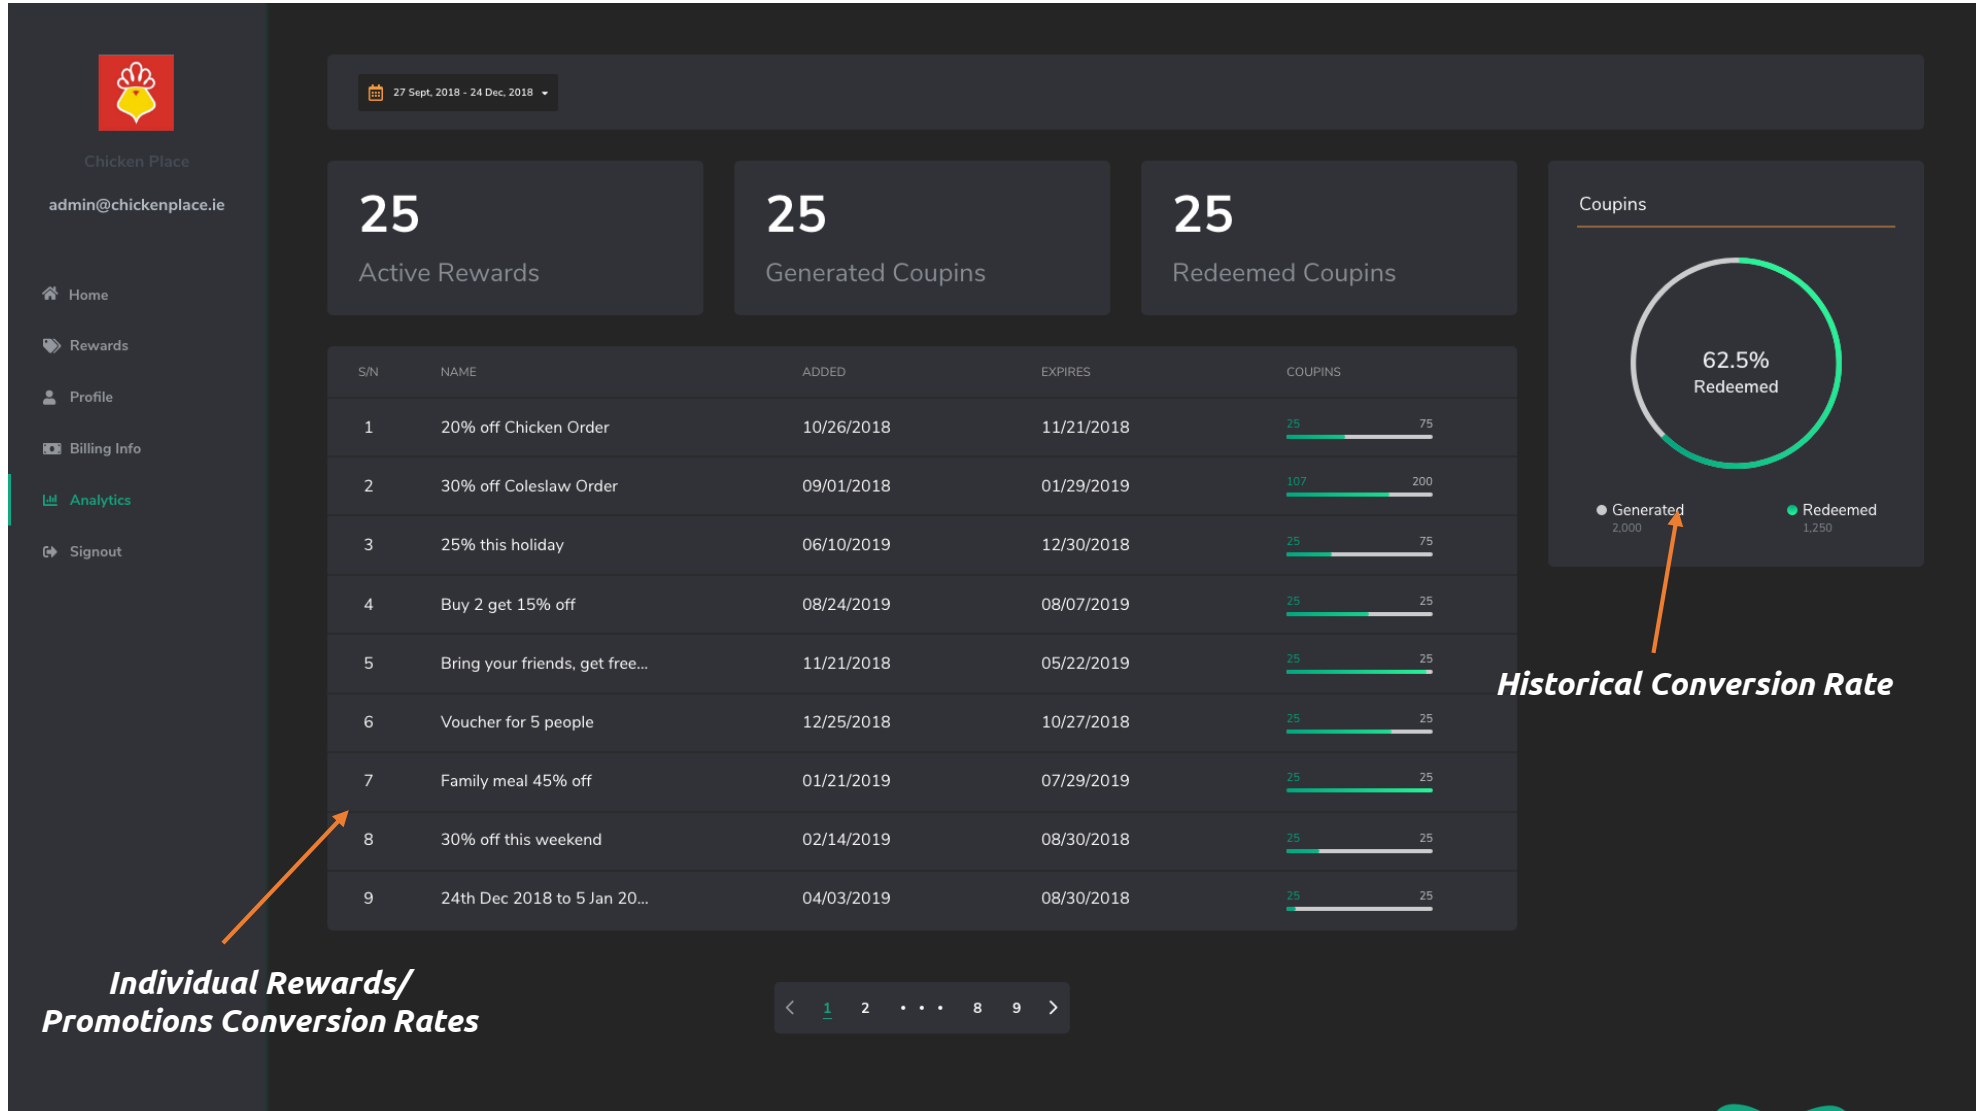 Chicken Place
admin@chickenplace.ie
Home
Rewards
Profile
Billing Info
Analytics
Signout
27 Sept, 2018 - 24 Dec, 2018
25
Active Rewards
25
Generated Coupins
25
Redeemed Coupins
S/N NAME ADDED EXPIRES COUPINS
1 20% off Chicken Order 10/26/2018 11/21/2018 25 75
2 30% off Coleslaw Order 09/01/2018 01/29/2019 107 200
3 25% this holiday 06/10/2019 12/30/2018 25 75
4 Buy 2 get 15% off 08/24/2019 08/07/2019 25 25
5 Bring your friends, get free... 11/21/2018 05/22/2019 25 25
6 Voucher for 5 people 12/25/2018 10/27/2018 25 25
7 Family meal 45% off 01/21/2019 07/29/2019 25 25
8 30% off this weekend 02/14/2019 08/30/2018 25 25
9 24th Dec 2018 to 5 Jan 20... 04/03/2019 08/30/2018 25 25
1 2 ... 8 9
Coupins
62.5%
Redeemed
Generated Redeemed
2,000 1,250
Historical Conversion Rate
Individual Rewards/
Promotions Conversion Rates